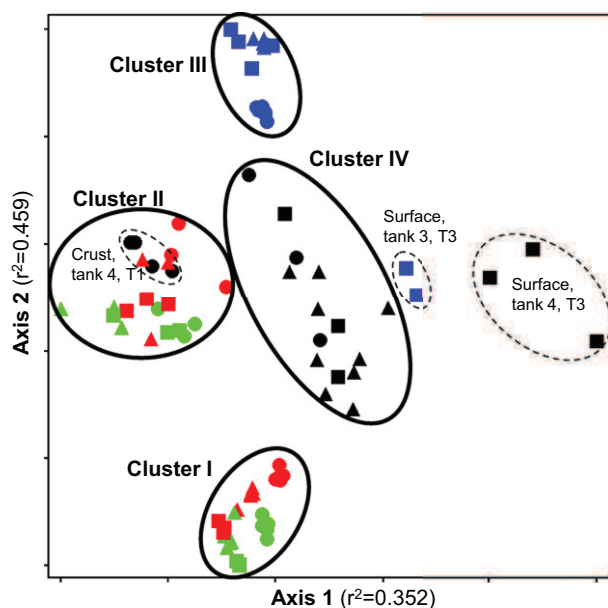 Cluster III
Cluster IV
Cluster II
Surface,
tank 3, T3
Crust,
tank 4, T1
Surface,
tank 4, T3
Cluster I
Axis 2 (r²=0.459)
Axis 1 (r²=0.352)